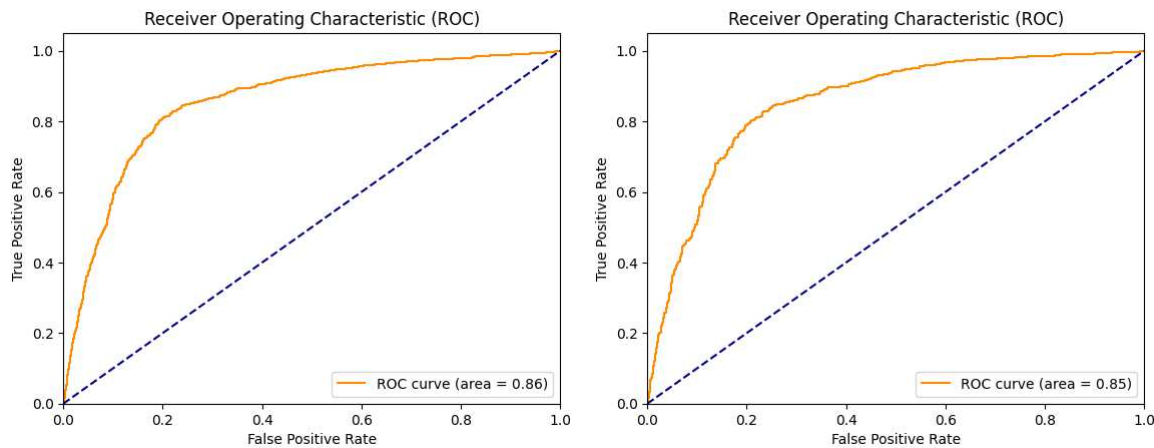 Receiver Operating Characteristic (ROC)
1.0
0.8
0.6
0.4
0.2
0.0
True Positive Rate
0.0 0.2 0.4 0.6 0.8 1.0
False Positive Rate
ROC curve (area = 0.86)
Receiver Operating Characteristic (ROC)
1.0
0.8
0.6
0.4
0.2
0.0
True Positive Rate
0.0 0.2 0.4 0.6 0.8 1.0
False Positive Rate
ROC curve (area = 0.85)